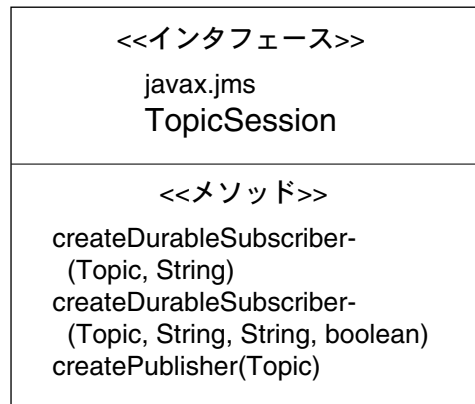 <<インタフェース>>
javax.jms
TopicSession
<<メソッド>>
createDurableSubscriber-
(Topic, String)
createDurableSubscriber-
(Topic, String, String, boolean)
createPublisher(Topic)